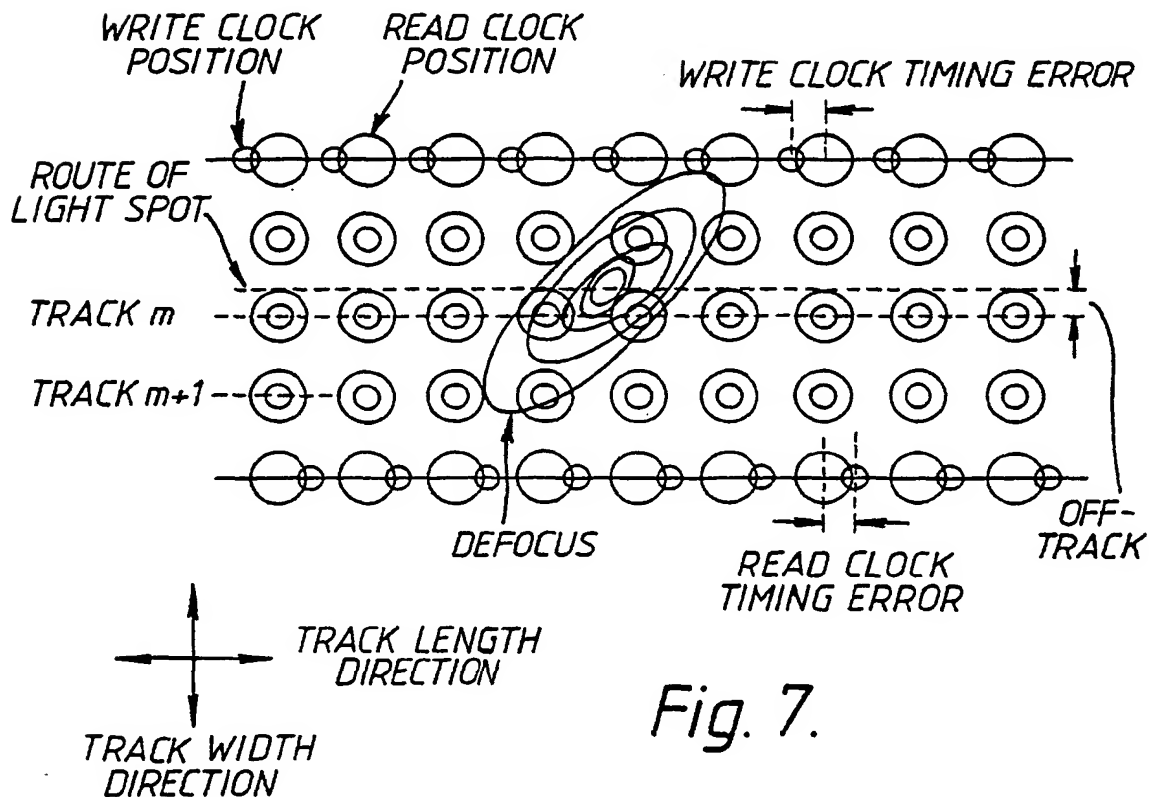 WRITE CLOCK
POSITION
READ CLOCK
POSITION
WRITE CLOCK TIMING ERROR
ROUTE OF
LIGHT SPOT
TRACK m
TRACK m+1
DEFOCUS
OFF-
TRACK
READ CLOCK
TIMING ERROR
TRACK LENGTH
DIRECTION
TRACK WIDTH
DIRECTION
Fig. 7.